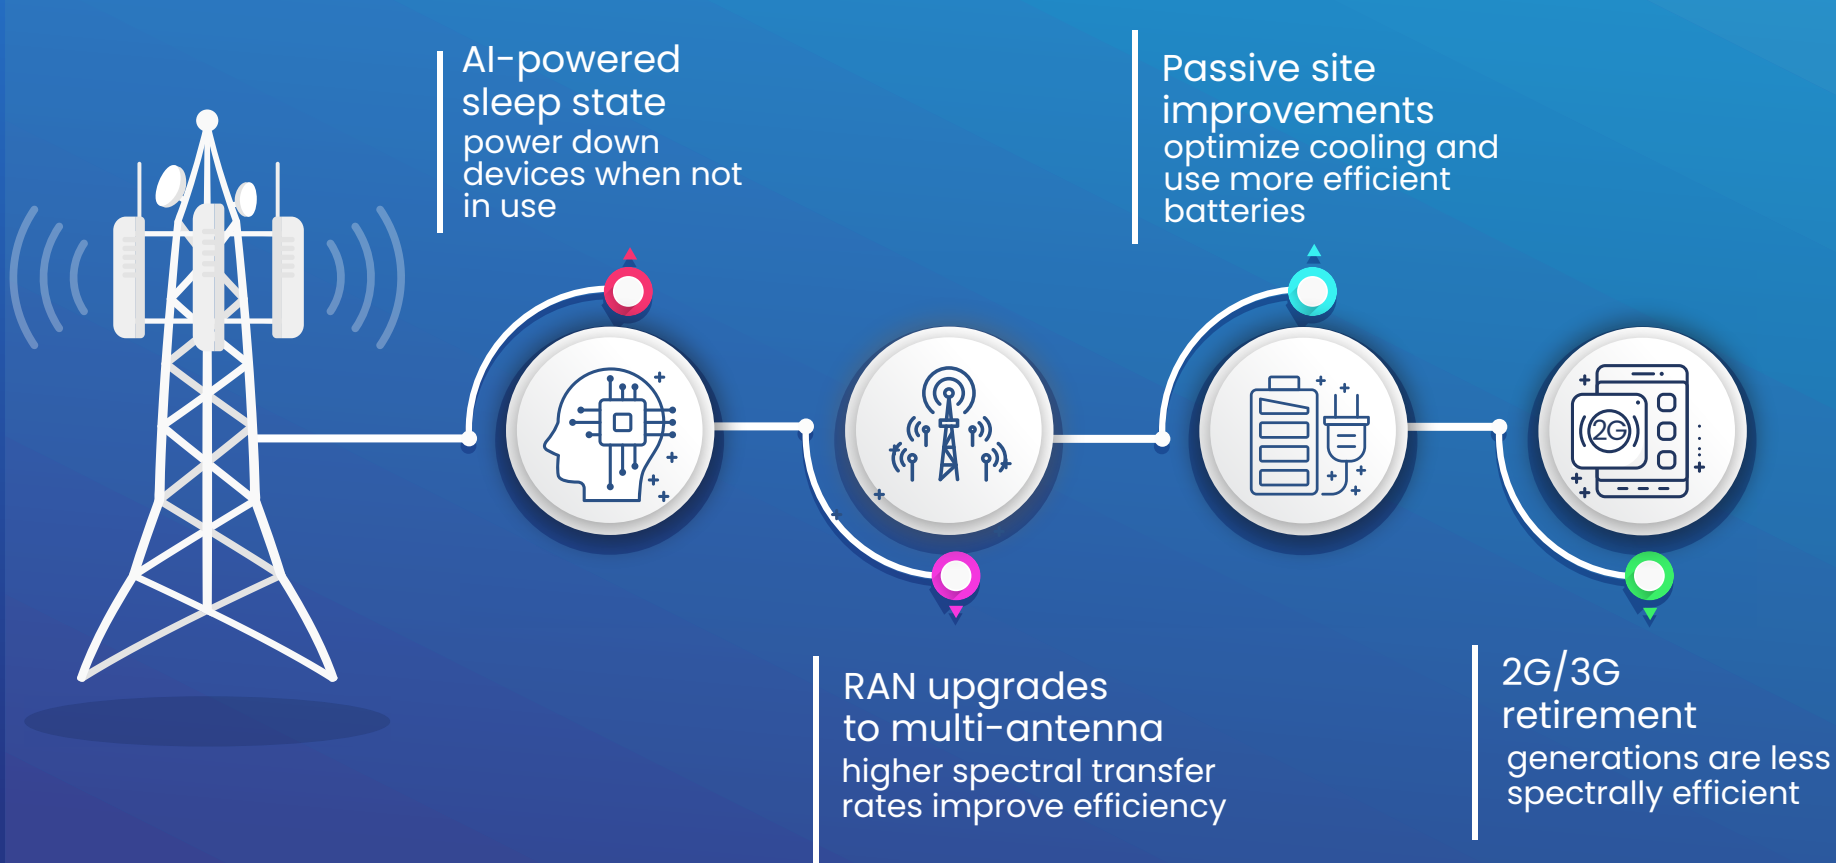 AI-powered
sleep state
power down
devices when not
in use
RAN upgrades
to multi-antenna
higher spectral transfer
rates improve efficiency
Passive site
improvements
optimize cooling and
use more efficient
batteries
2G
2G/3G
retirement
generations are less
spectrally efficient